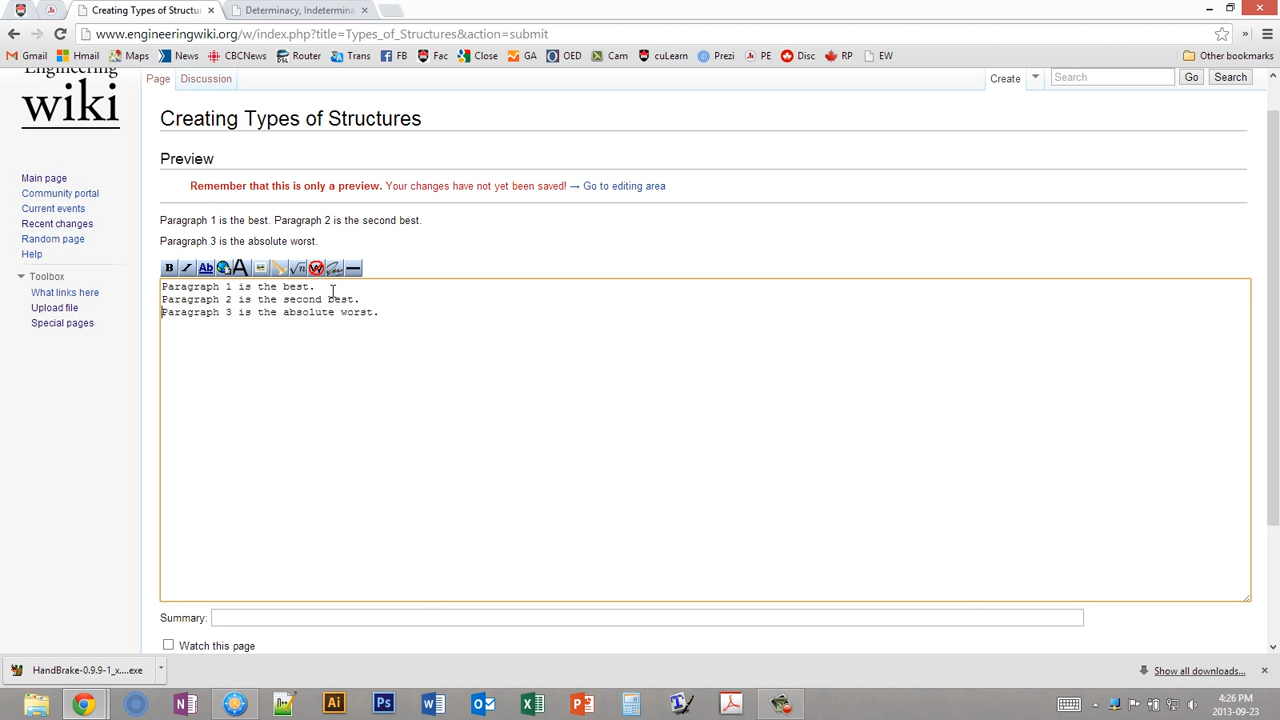 Creating Types of Structur ×
Determinacy, Indetermina ×
www.engineeringwiki.org/w/index.php?title=Types_of_Structures&action=submit
Gmail Hmail Maps News CBCNews Router Trans FB Fac Close GA OED Cam cuLearn Prezi Disc RP EW » Other bookmarks
Engineering
wiki
Page Discussion Create Search Go Search
Creating Types of Structures
Preview
Remember that this is only a preview. Your changes have not yet been saved! → Go to editing area
Paragraph 1 is the best. Paragraph 2 is the second best.
Paragraph 3 is the absolute worst.
Main page
Community portal
Current events
Recent changes
Random page
Help
Toolbox
What links here
Upload file
Special pages
B I Ab A √n W
Paragraph 1 is the best.
Paragraph 2 is the second best.
Paragraph 3 is the absolute worst.
Summary:
Watch this page
HandBrake-0.9.9-1_x....exe
Show all downloads...
4:26 PM
2013-09-23